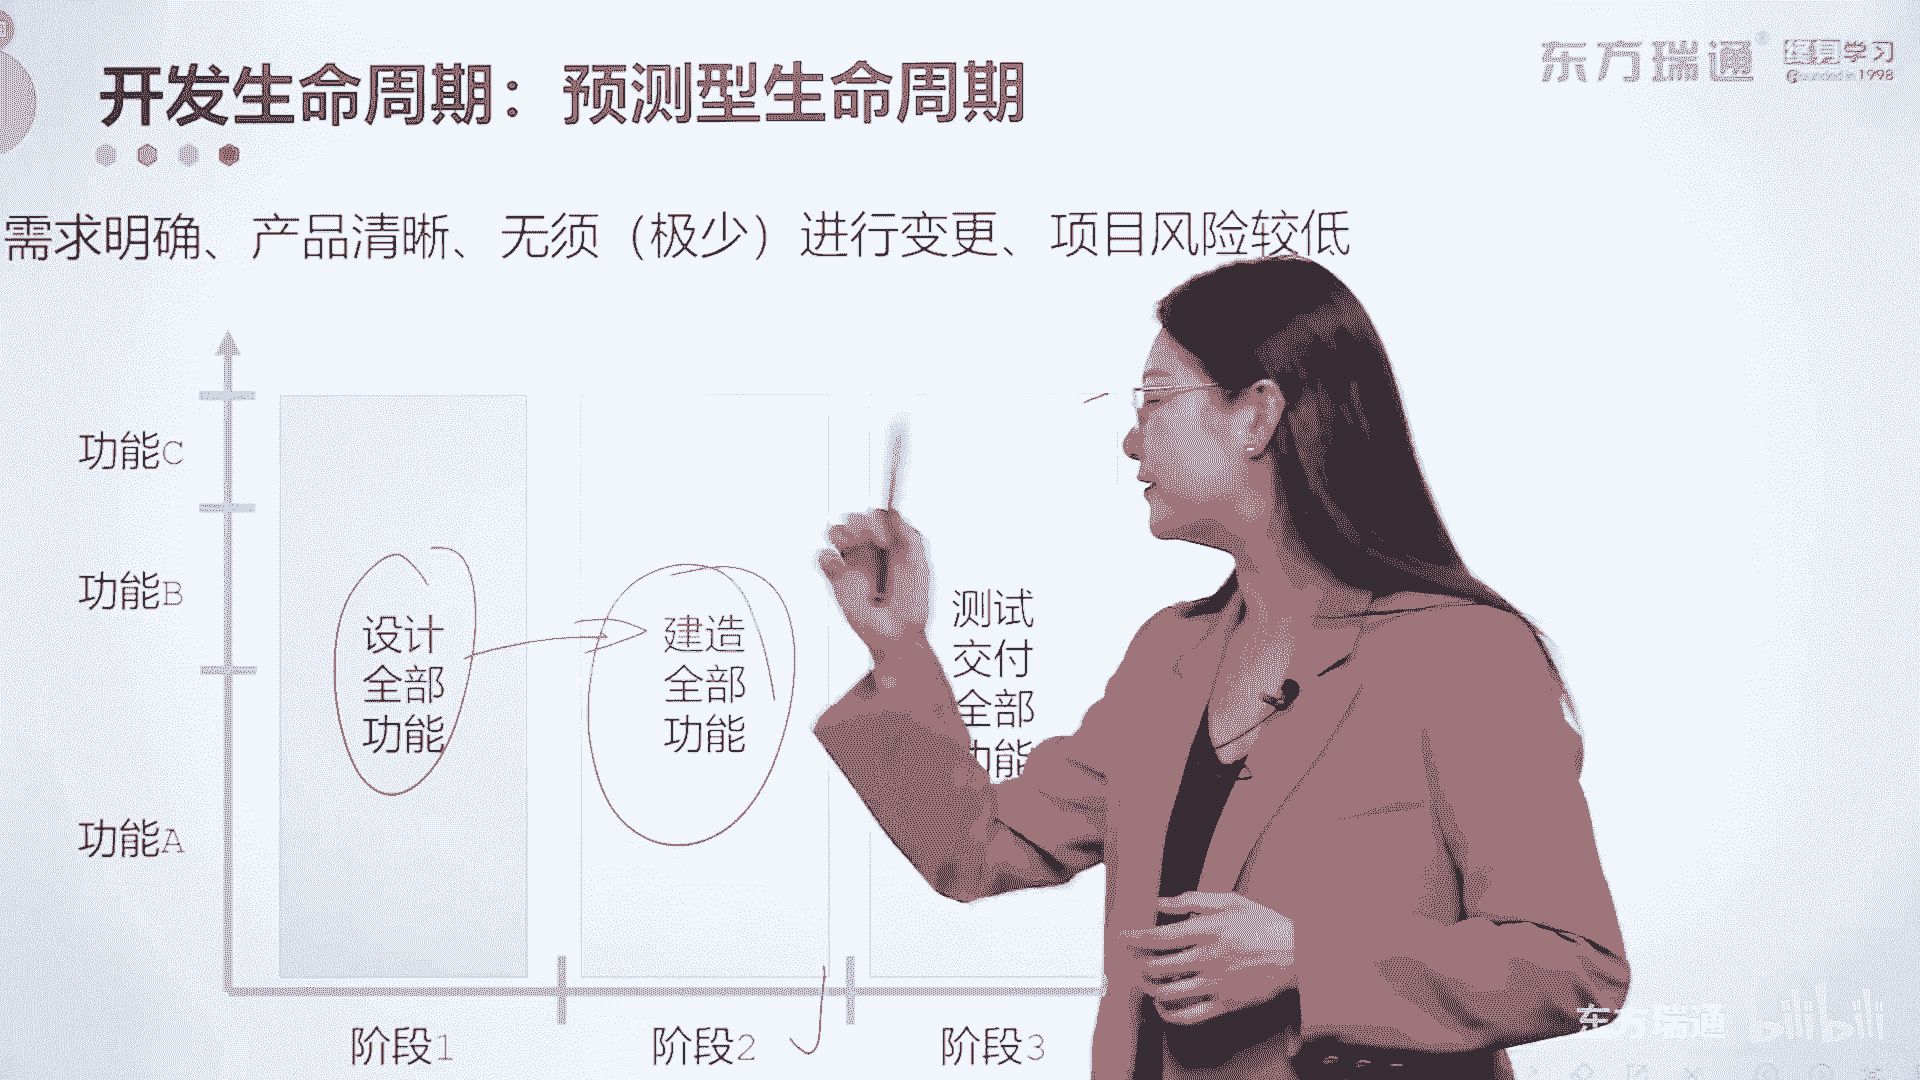 开发生命周期：预测型生命周期
东方瑞通® 终身学习
Founded in 1998
需求明确、产品清晰、无须（极少）进行变更、项目风险较低
功能C
功能B
功能A
设计
全部
功能
建造
全部
功能
测试
交付
全部
功能
阶段1
阶段2
阶段3
东方瑞通 bilibili